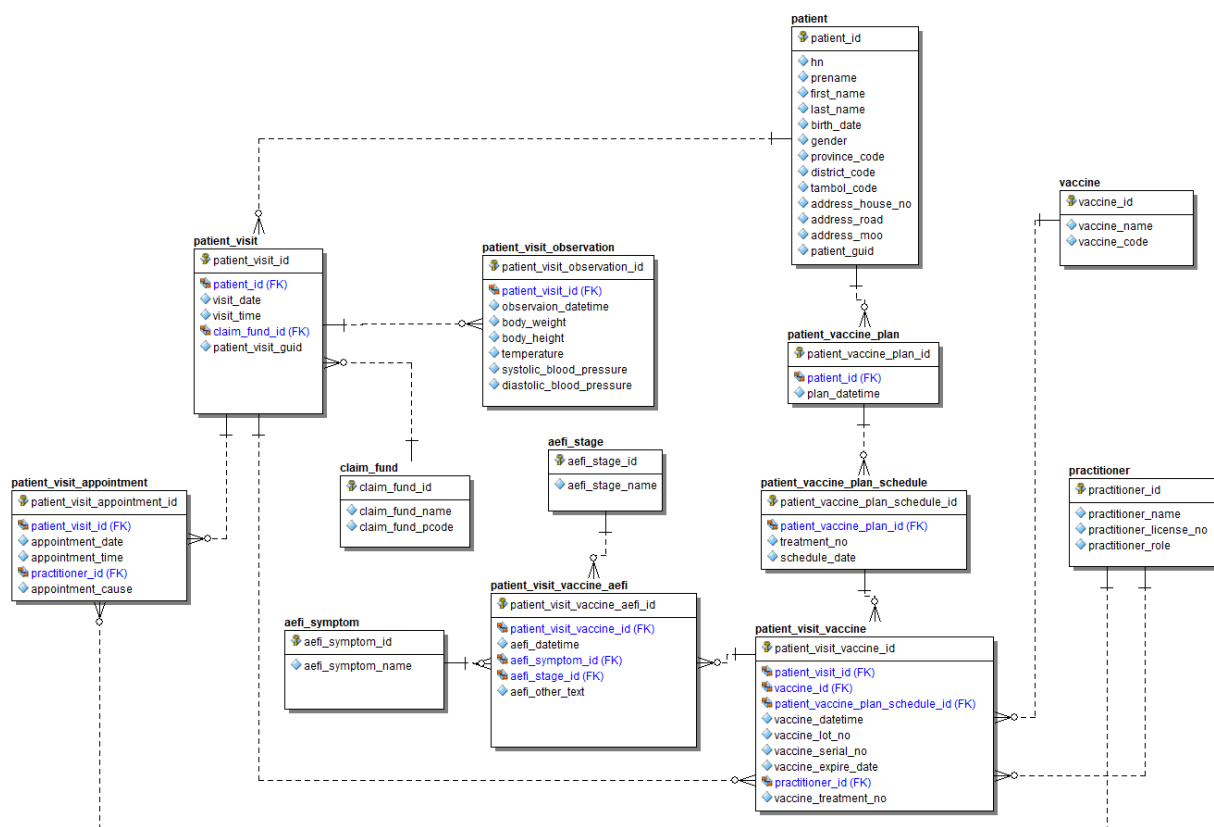 patient
patient_id
hn
prename
first_name
last_name
birth_date
gender
province_code
district_code
tambol_code
address_house_no
address_road
address_moo
patient_guid
vaccine
vaccine_id
vaccine_name
vaccine_code
patient_visit
patient_visit_id
patient_id (FK)
visit_date
visit_time
claim_fund_id (FK)
patient_visit_guid
patient_visit_observation
patient_visit_observation_id
patient_visit_id (FK)
observaion_datetime
body_weight
body_height
temperature
systolic_blood_pressure
diastolic_blood_pressure
patient_vaccine_plan
patient_vaccine_plan_id
patient_id (FK)
plan_datetime
aefi_stage
aefi_stage_id
aefi_stage_name
claim_fund
claim_fund_id
claim_fund_name
claim_fund_pcode
practitioner
practitioner_id
practitioner_name
practitioner_license_no
practitioner_role
patient_visit_appointment
patient_visit_appointment_id
patient_visit_id (FK)
appointment_date
appointment_time
practitioner_id (FK)
appointment_cause
patient_vaccine_plan_schedule
patient_vaccine_plan_schedule_id
patient_vaccine_plan_id (FK)
treatment_no
schedule_date
patient_visit_vaccine_aefi
patient_visit_vaccine_aefi_id
patient_visit_vaccine_id (FK)
aefi_datetime
aefi_symptom_id (FK)
aefi_stage_id (FK)
aefi_other_text
aefi_symptom
aefi_symptom_id
aefi_symptom_name
patient_visit_vaccine
patient_visit_vaccine_id
patient_visit_id (FK)
vaccine_id (FK)
patient_vaccine_plan_schedule_id (FK)
vaccine_datetime
vaccine_lot_no
vaccine_serial_no
vaccine_expire_date
practitioner_id (FK)
vaccine_treatment_no